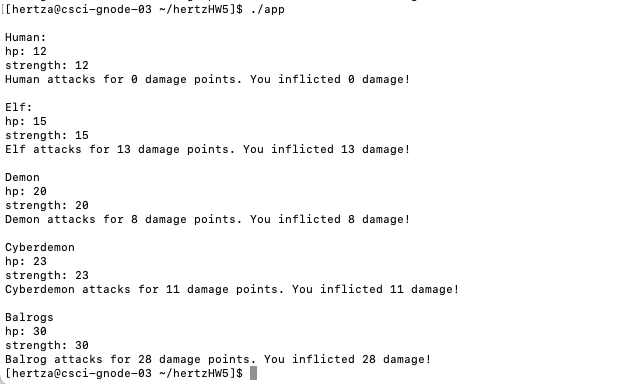 [[hertza@csci-gnode-03 ~/hertzHW5]$ ./app
Human:
hp: 12
strength: 12
Human attacks for 0 damage points. You inflicted 0 damage!
Elf:
hp: 15
strength: 15
Elf attacks for 13 damage points. You inflicted 13 damage!
Demon
hp: 20
strength: 20
Demon attacks for 8 damage points. You inflicted 8 damage!
Cyberdemon
hp: 23
strength: 23
Cyberdemon attacks for 11 damage points. You inflicted 11 damage!
Balrogs
hp: 30
strength: 30
Balrog attacks for 28 damage points. You inflicted 28 damage!
[hertza@csci-gnode-03 ~/hertzHW5]$